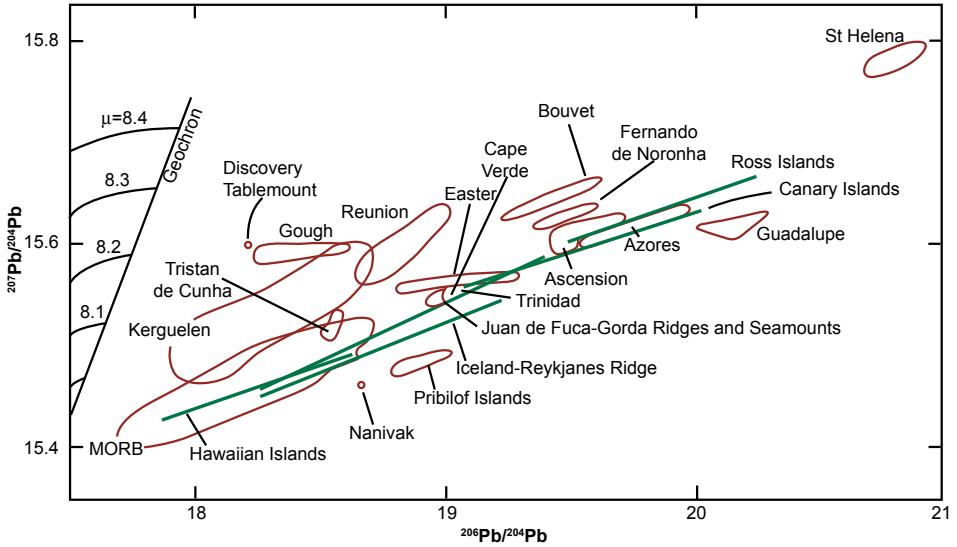 15.8
15.6
15.4
²⁰⁷Pb/²⁰⁴Pb
μ=8.4
8.3
8.2
8.1
Geochron
St Helena
Bouvet
Fernando
de Noronha
Cape
Verde
Ross Islands
Discovery
Tablemount
Easter
Canary Islands
Reunion
Gough
Guadalupe
Azores
Tristan
de Cunha
Ascension
Trinidad
Kerguelen
Juan de Fuca-Gorda Ridges and Seamounts
Iceland-Reykjanes Ridge
Pribilof Islands
Nanivak
MORB
Hawaiian Islands
18
19
20
21
²⁰⁶Pb/²⁰⁴Pb